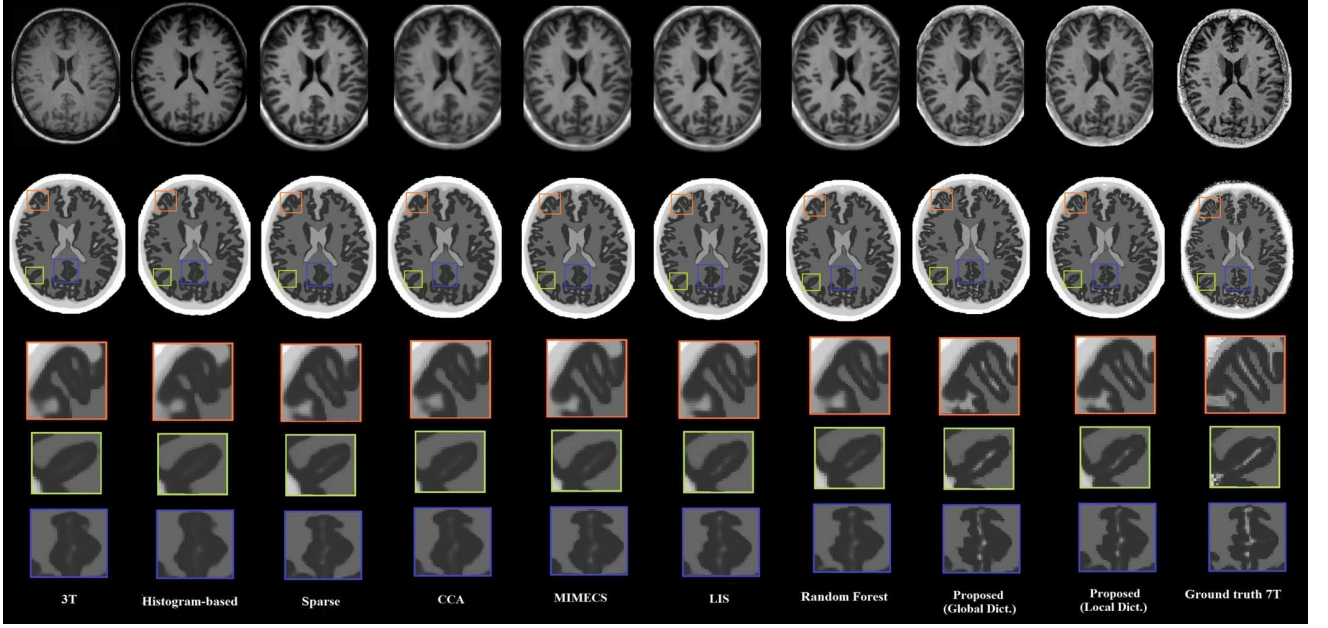 3T
Histogram-based
Sparse
CCA
MIMECS
LIS
Random Forest
Proposed
(Global Dict.)
Proposed
(Local Dict.)
Ground truth 7T